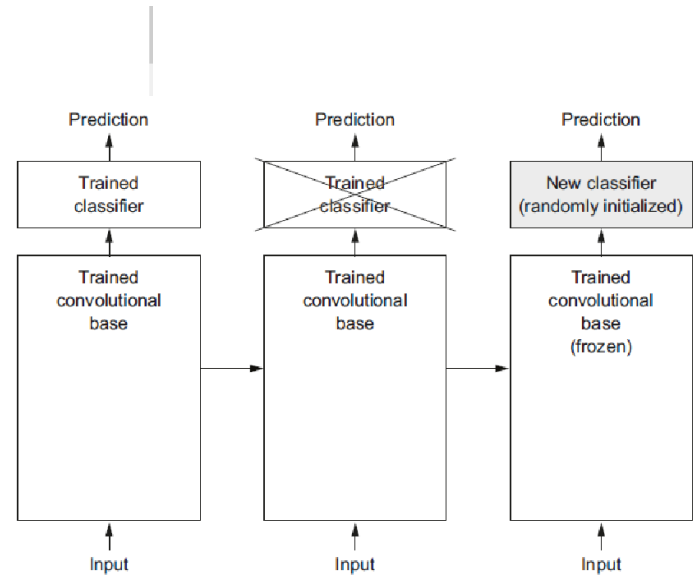 Prediction
Prediction
Prediction
Trained
classifier
Trained
classifier
New classifier
(randomly initialized)
Trained
convolutional
base
Trained
convolutional
base
Trained
convolutional
base
(frozen)
Input
Input
Input